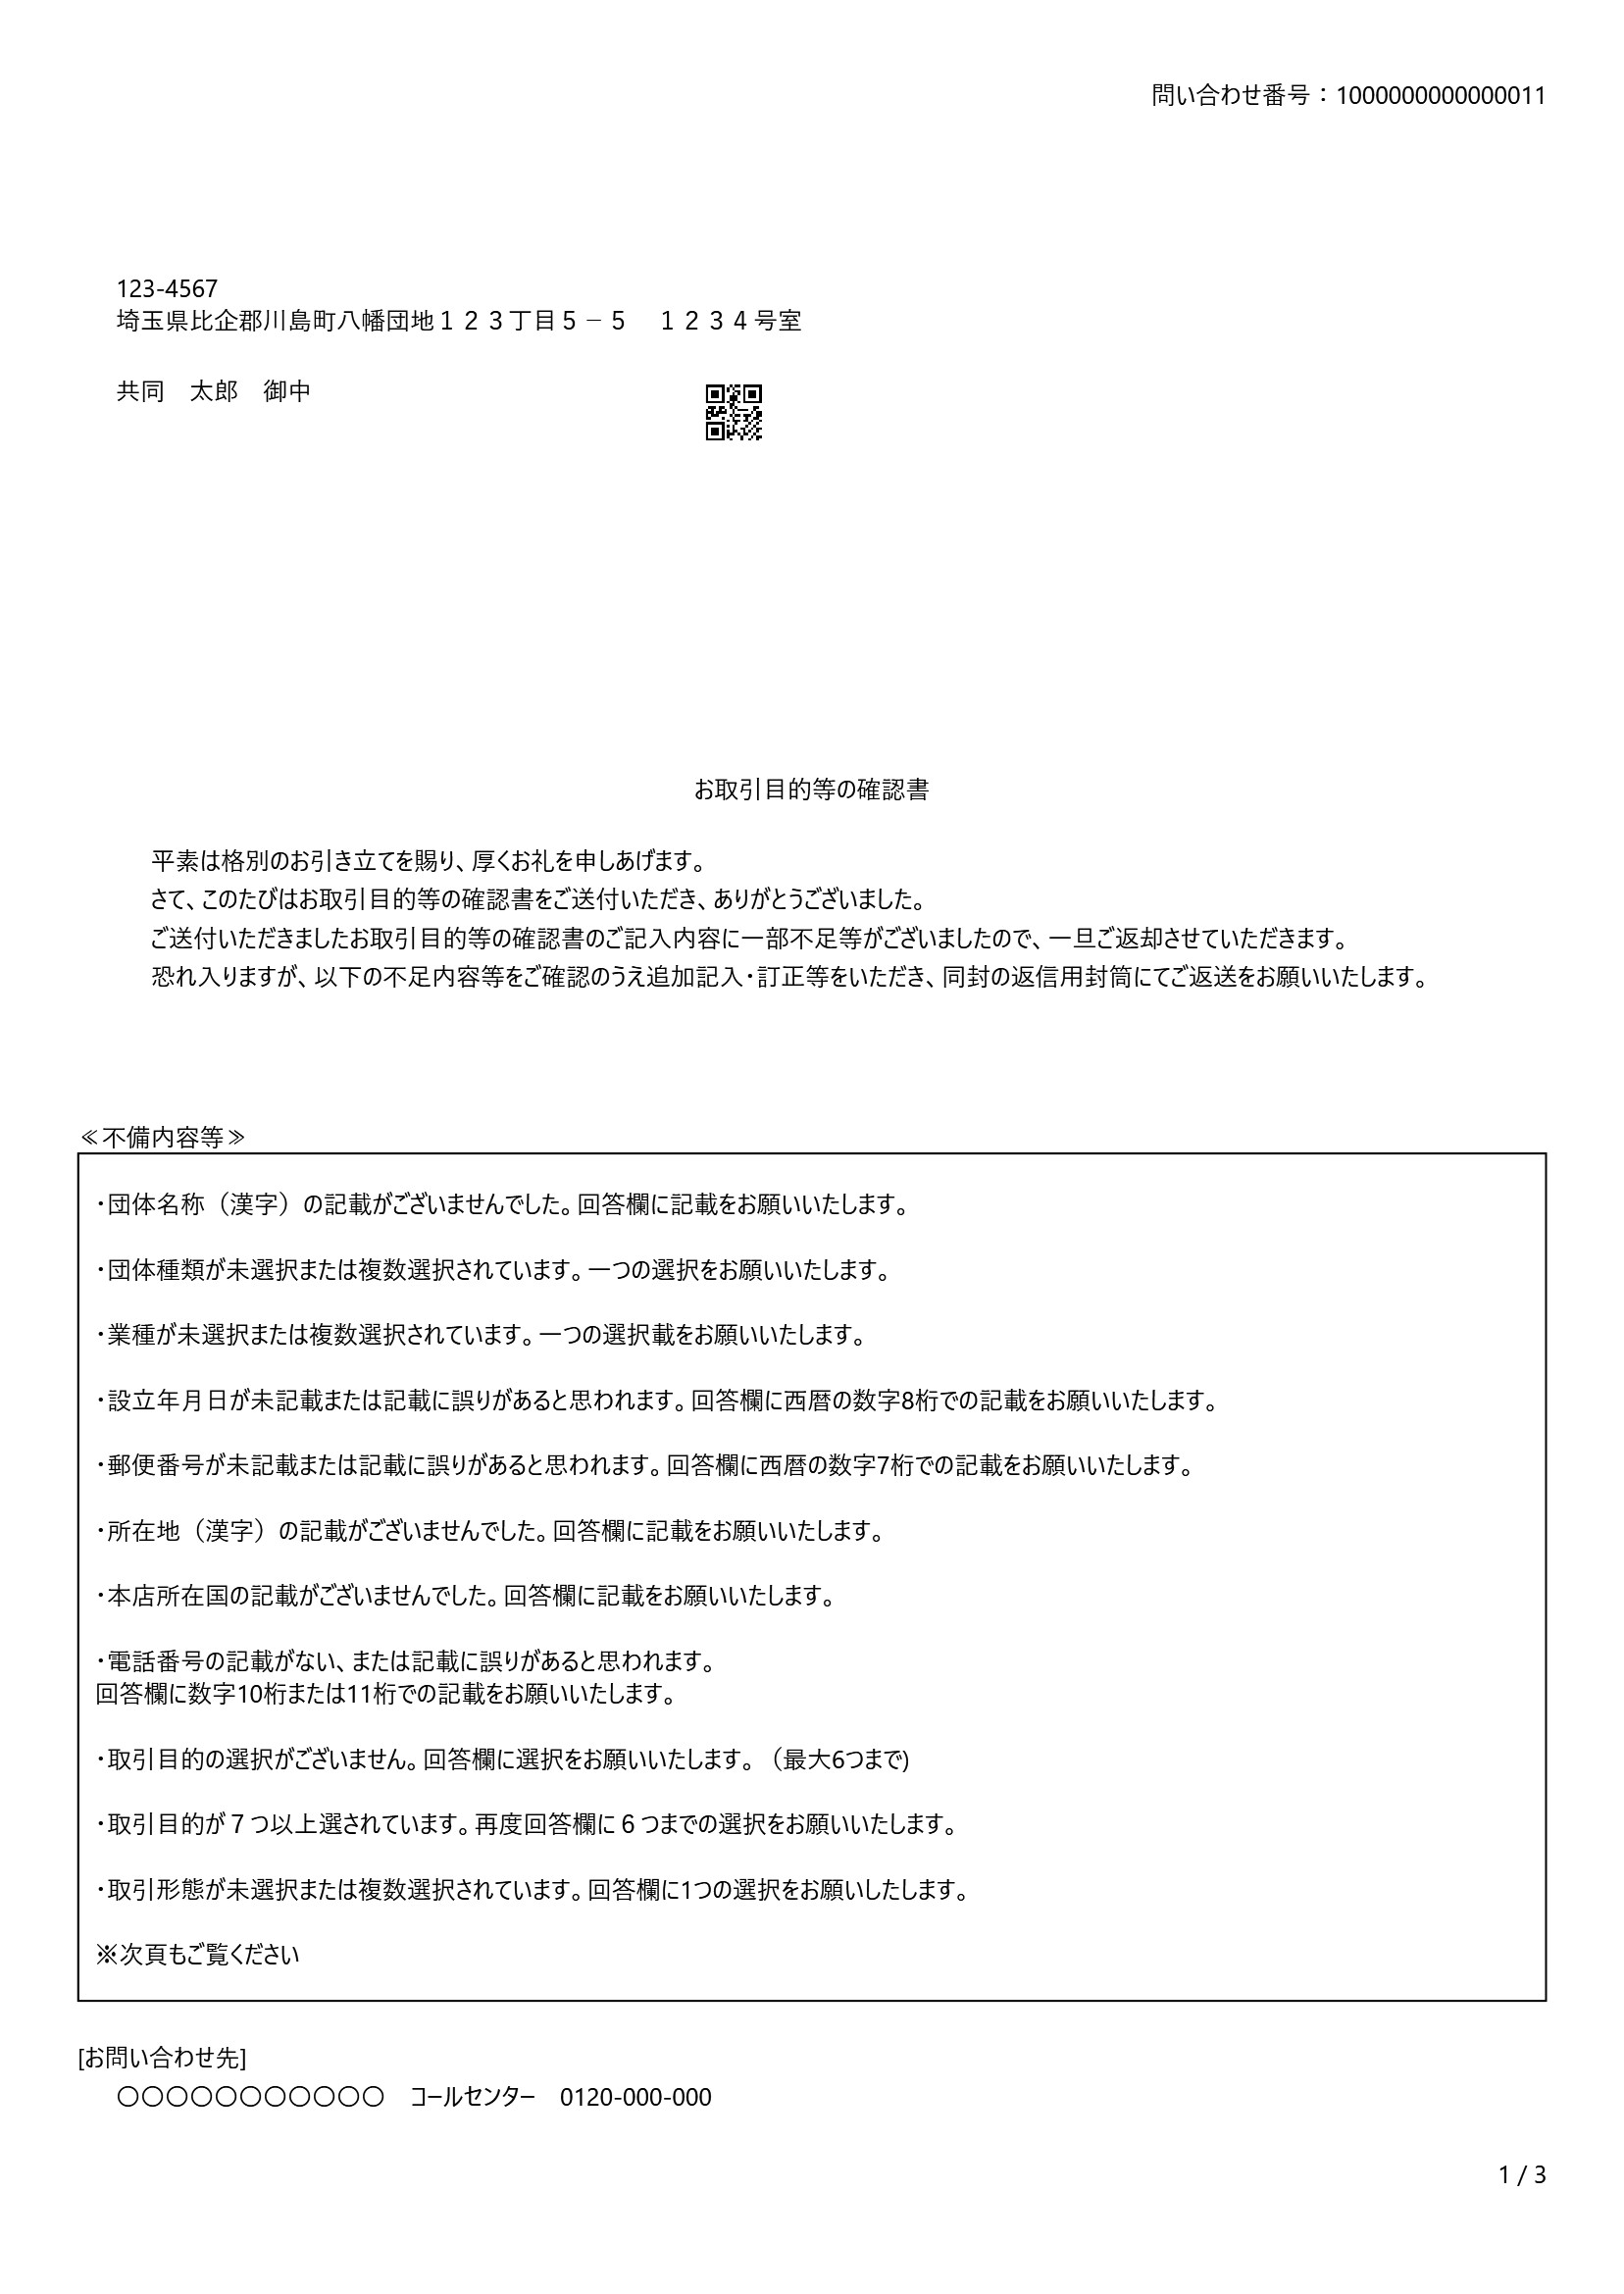 問い合わせ番号：1000000000000011
123-4567
埼玉県比企郡川島町八幡団地１２３丁目５－５　１２３４号室
共同　太郎　御中
お取引目的等の確認書
平素は格別のお引き立てを賜り、厚くお礼を申しあげます。
さて、このたびはお取引目的等の確認書をご送付いただき、ありがとうございました。
ご送付いただきましたお取引目的等の確認書のご記入内容に一部不足等がございましたので、一旦ご返却させていただきます。
恐れ入りますが、以下の不足内容等をご確認のうえ追加記入・訂正等をいただき、同封の返信用封筒にてご返送をお願いいたします。
≪不備内容等≫
・団体名称（漢字）の記載がございませんでした。回答欄に記載をお願いいたします。
・団体種類が未選択または複数選択されています。一つの選択をお願いいたします。
・業種が未選択または複数選択されています。一つの選択載をお願いいたします。
・設立年月日が未記載または記載に誤りがあると思われます。回答欄に西暦の数字8桁での記載をお願いいたします。
・郵便番号が未記載または記載に誤りがあると思われます。回答欄に西暦の数字7桁での記載をお願いいたします。
・所在地（漢字）の記載がございませんでした。回答欄に記載をお願いいたします。
・本店所在国の記載がございませんでした。回答欄に記載をお願いいたします。
・電話番号の記載がない、または記載に誤りがあると思われます。
回答欄に数字10桁または11桁での記載をお願いいたします。
・取引目的の選択がございません。回答欄に選択をお願いいたします。（最大6つまで)
・取引目的が７つ以上選されています。再度回答欄に６つまでの選択をお願いいたします。
・取引形態が未選択または複数選択されています。回答欄に1つの選択をお願いしたします。
※次頁もご覧ください
[お問い合わせ先]
〇〇〇〇〇〇〇〇〇〇〇　コールセンター　0120-000-000
1 / 3